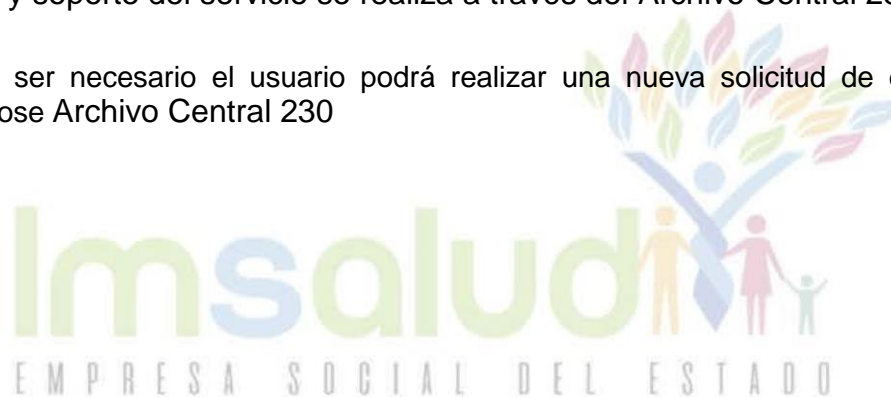 y soporte del servicio se realiza a través del Archivo Central
ser necesario el usuario podrá realizar una nueva solicitud de
ose Archivo Central 230
Imsalud
EMPRESA SOCIAL DEL ESTADO